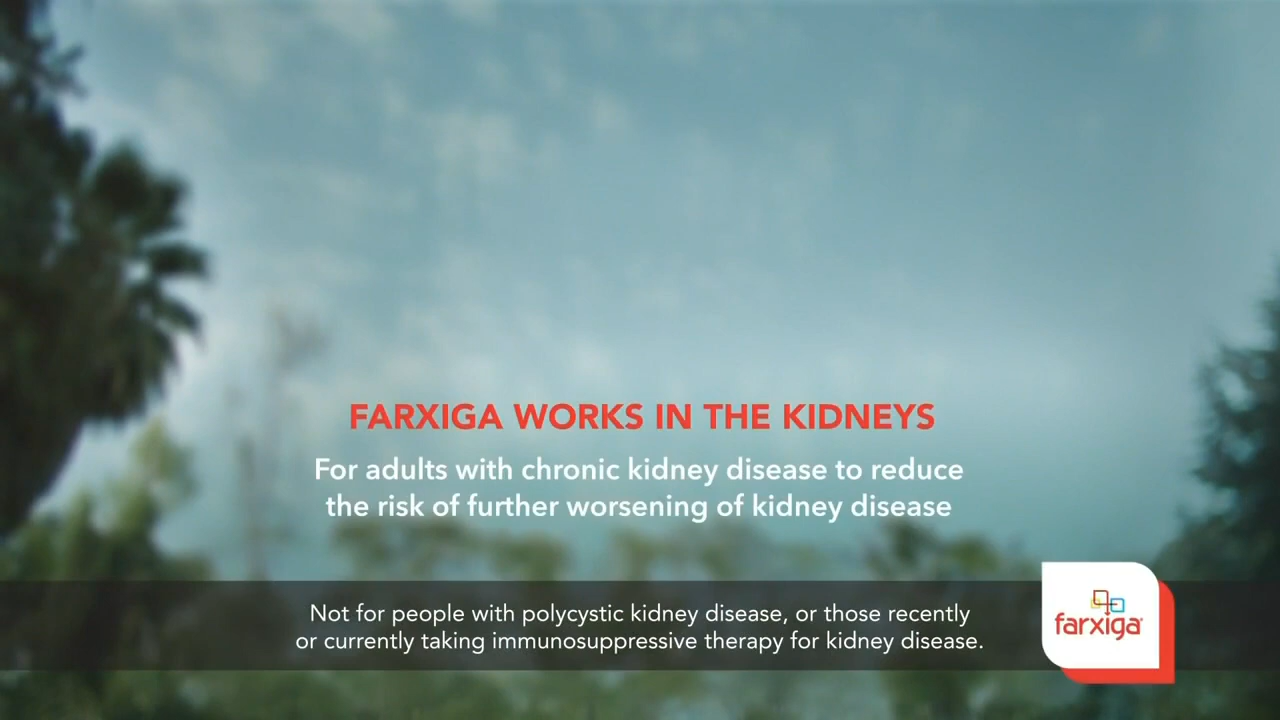 FARXIGA WORKS IN THE KIDNEYS
For adults with chronic kidney disease to reduce
the risk of further worsening of kidney disease
Not for people with polycystic kidney disease, or those recently
or currently taking immunosuppressive therapy for kidney disease.
farxiga®